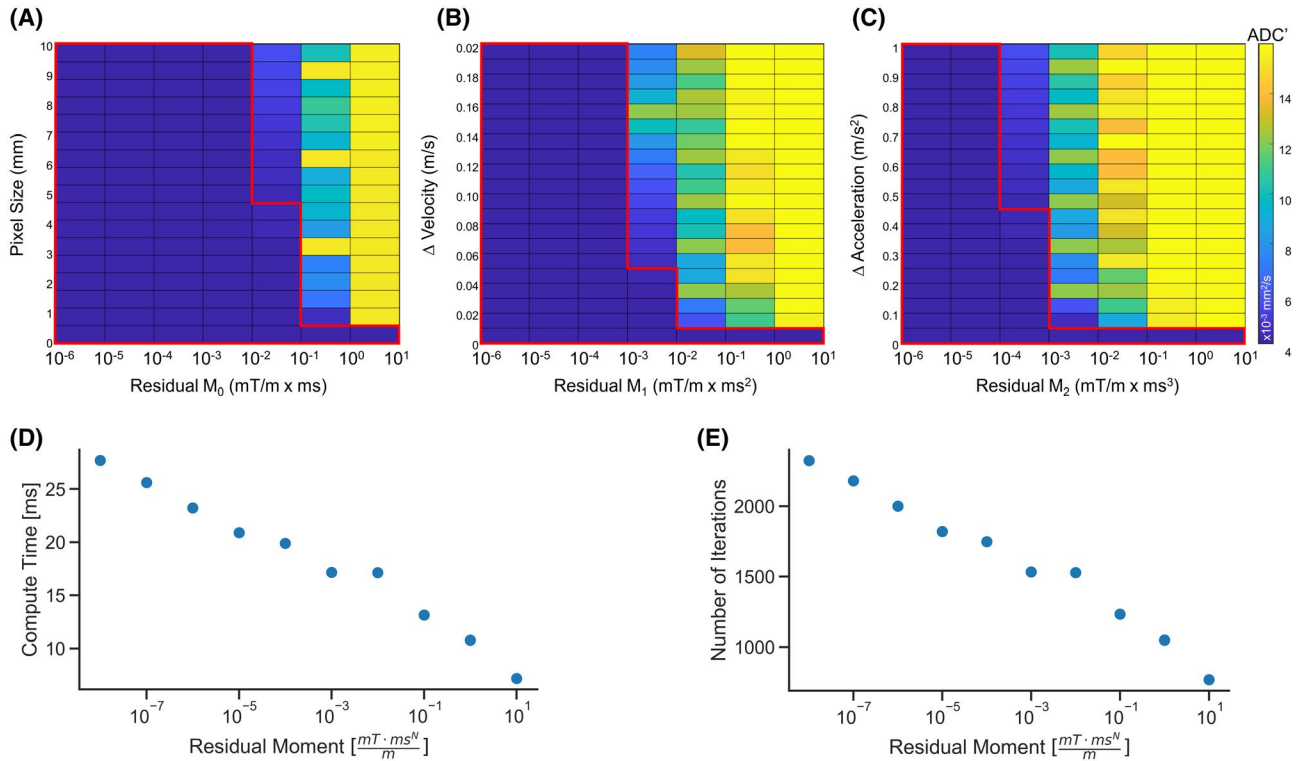 (A)
Pixel Size (mm)
10
9
8
7
6
5
4
3
2
1
0
10⁻⁶ 10⁻⁵ 10⁻⁴ 10⁻³ 10⁻² 10⁻¹ 10⁰ 10¹
Residual M₀ (mT/m x ms)
(B)
Δ Velocity (m/s)
0.02
0.18
0.16
0.14
0.12
0.10
0.08
0.06
0.04
0.02
0
10⁻⁶ 10⁻⁵ 10⁻⁴ 10⁻³ 10⁻² 10⁻¹ 10⁰ 10¹
Residual M₁ (mT/m x ms²)
(C)
Δ Acceleration (m/s²)
1
0.9
0.8
0.7
0.6
0.5
0.4
0.3
0.2
0.1
0
10⁻⁶ 10⁻⁵ 10⁻⁴ 10⁻³ 10⁻² 10⁻¹ 10⁰ 10¹
Residual M₂ (mT/m x ms³)
ADC'
14
12
10
8
6
4
x10⁻³ mm²/s
(D)
Compute Time [ms]
25
20
15
10
10⁻⁷ 10⁻⁵ 10⁻³ 10⁻¹ 10¹
Residual Moment [mT · msᴺ / m]
(E)
Number of Iterations
2000
1500
1000
10⁻⁷ 10⁻⁵ 10⁻³ 10⁻¹ 10¹
Residual Moment [mT · msᴺ / m]